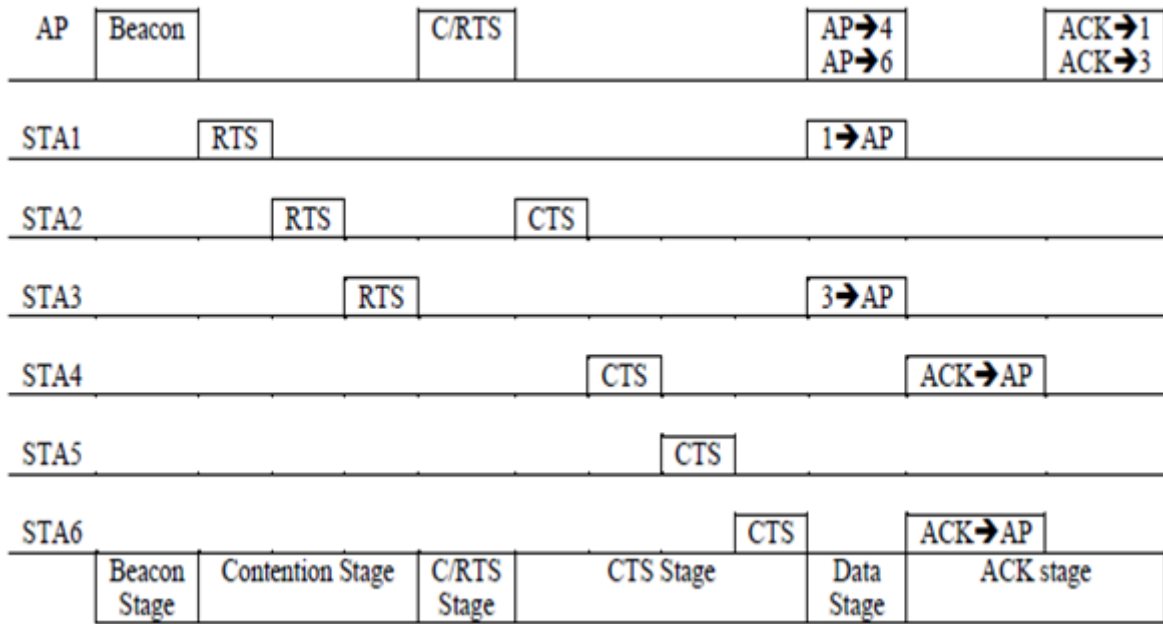 AP Beacon C/RTS AP➔4 ACK➔1
AP➔6 ACK➔3
STA1 RTS 1➔AP
STA2 RTS CTS
STA3 RTS 3➔AP
STA4 CTS ACK➔AP
STA5 CTS
STA6 CTS ACK➔AP
Beacon Contention Stage C/RTS CTS Stage Data ACK stage
Stage Stage Stage